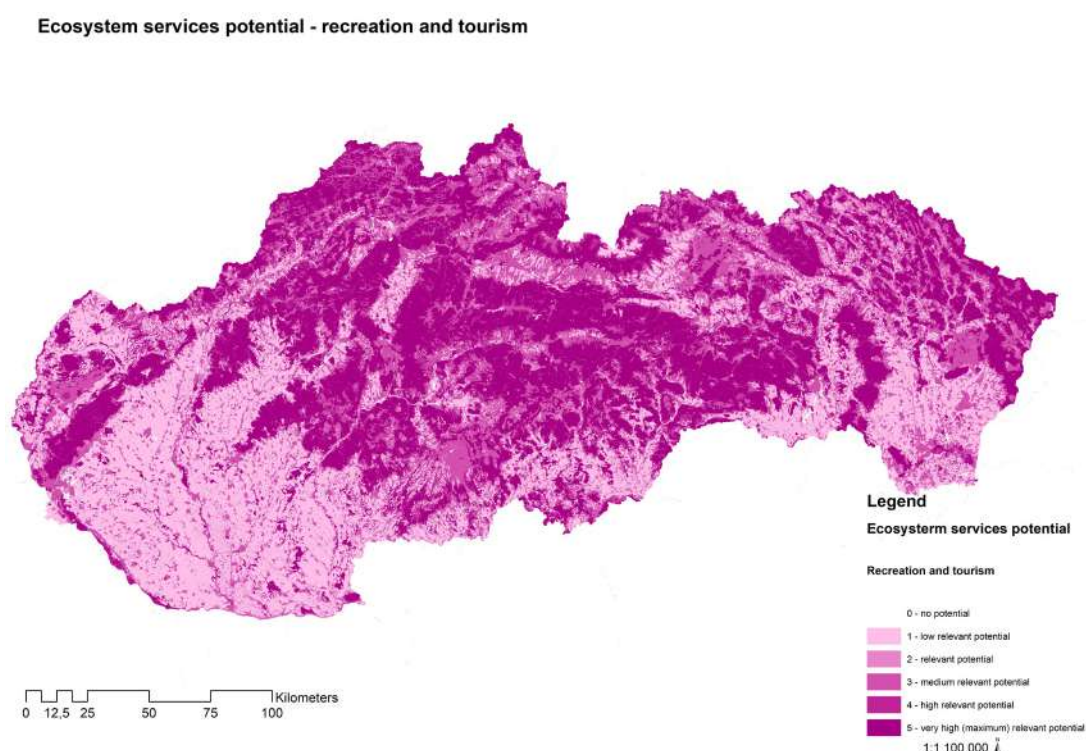 Ecosystem services potential - recreation and tourism
Legend
Ecosysterm services potential
Recreation and tourism
0 - no potential
1 - low relevant potential
2 - relevant potential
3 - medium relevant potential
4 - high relevant potential
5 - very high (maximum) relevant potential
Kilometers
0 12,5 25 50 75 100
1:1 100 000